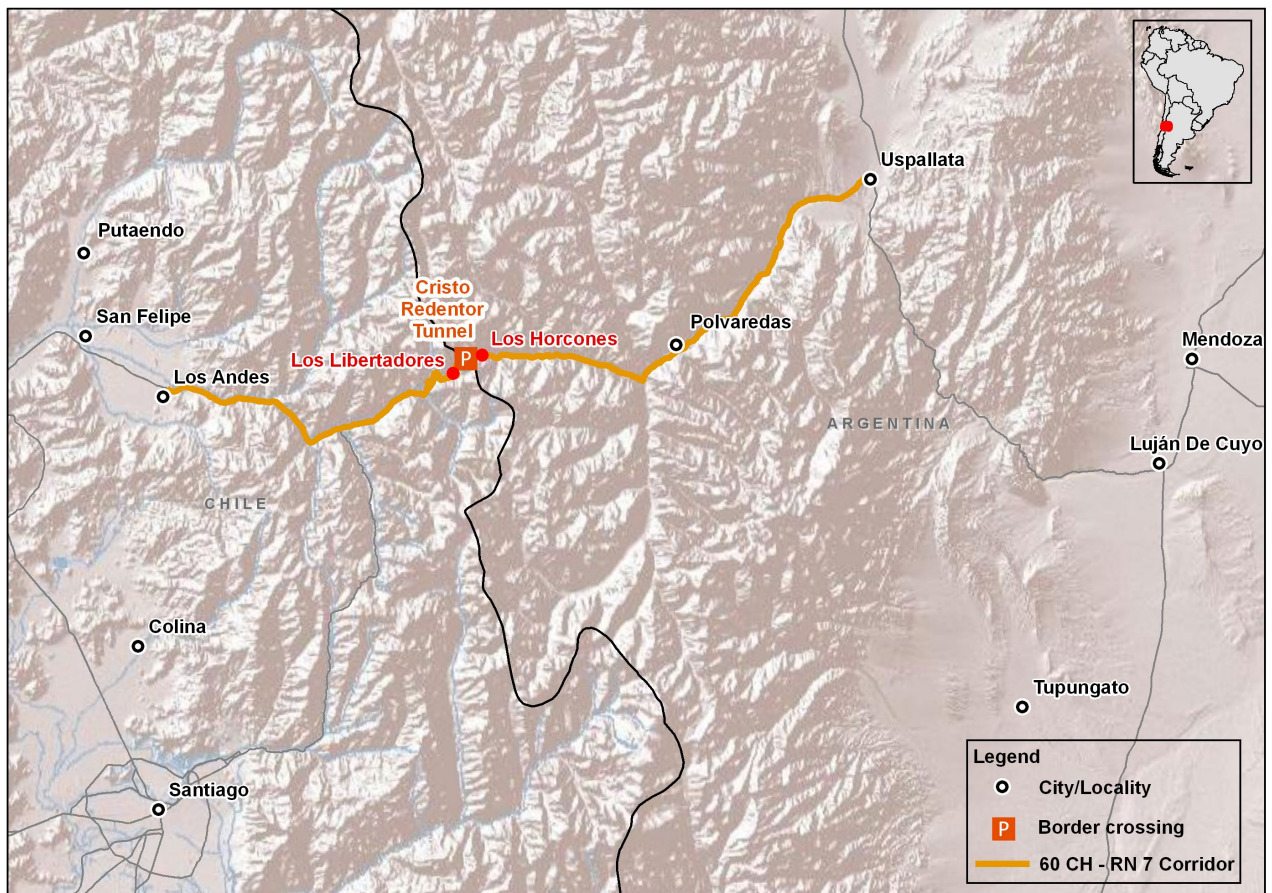 Uspallata
Putaendo
San Felipe
Cristo
Redentor
Tunnel
Polvaredas
Los Horcones
P
Los Libertadores
Mendoza
Los Andes
ARGENTINA
Luján De Cuyo
CHILE
Colina
Tupungato
Santiago
Legend
City/Locality
P
Border crossing
60 CH - RN 7 Corridor